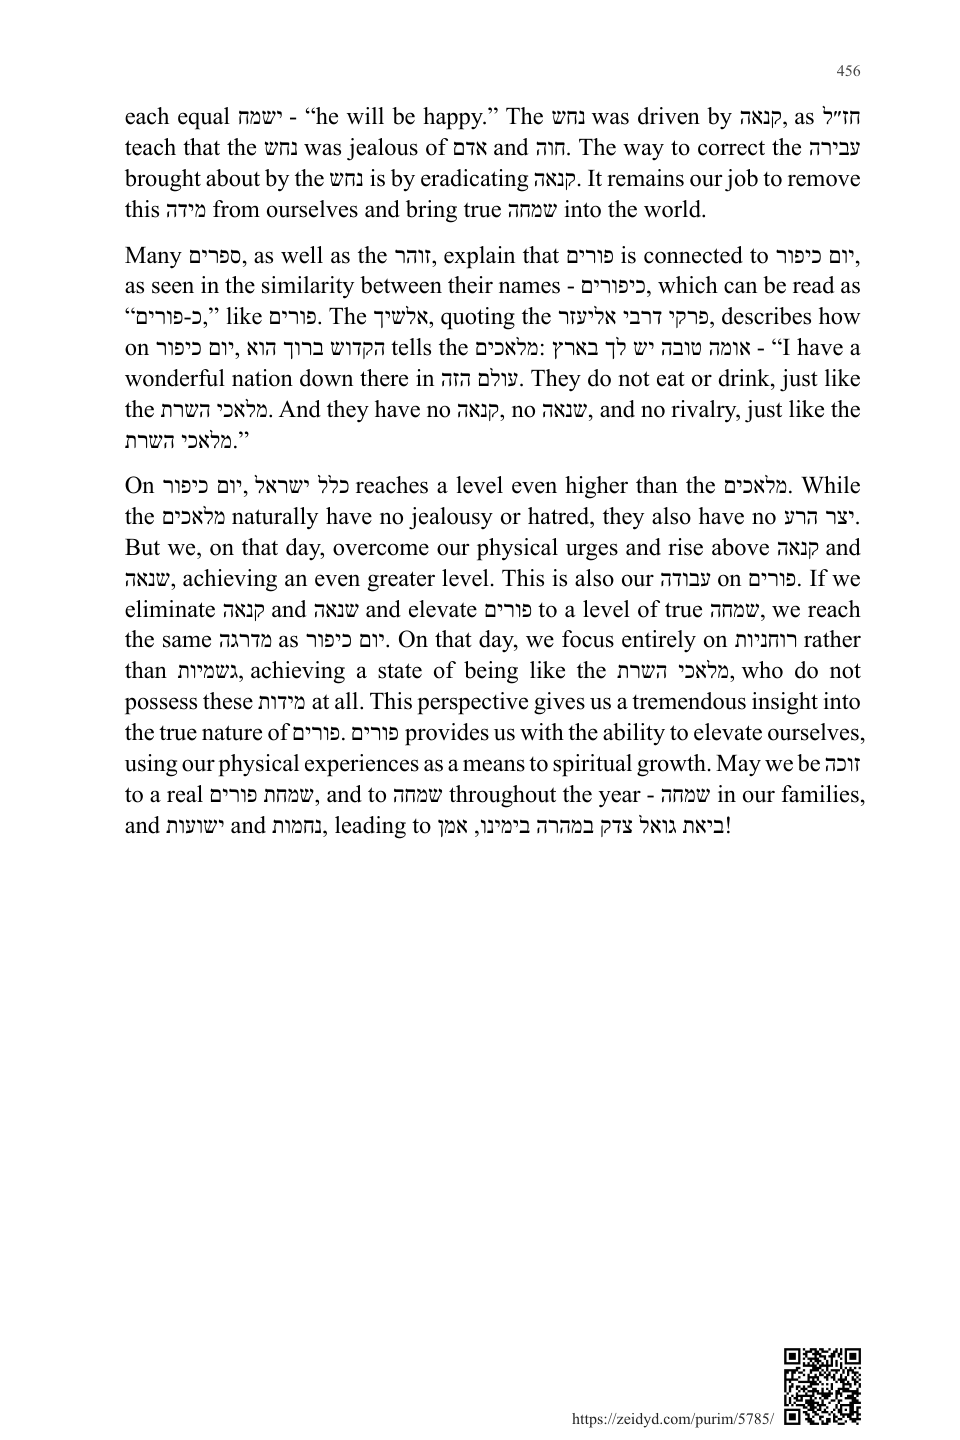 456
each equal ישמח - “he will be happy.” The נחש was driven by קנאה, as חז״ל
teach that the נחש was jealous of אדם and חוה. The way to correct the עבירה
brought about by the נחש is by eradicating קנאה. It remains our job to remove
this מידה from ourselves and bring true שמחה into the world.
Many ספרים, as well as the זוהר, explain that פורים is connected to יום כיפור,
as seen in the similarity between their names - כיפורים, which can be read as
“כ-פורים,” like פורים. The אלשיך, quoting the פרקי דרבי אליעזר, describes how
on יום כיפור, הקדוש ברוך הוא tells the מלאכים: אומה טובה יש לך בארץ - “I have a
wonderful nation down there in עולם הזה. They do not eat or drink, just like
the מלאכי השרת. And they have no קנאה, no שנאה, and no rivalry, just like the
מלאכי השרת.”
On יום כיפור, כלל ישראל reaches a level even higher than the מלאכים. While
the מלאכים naturally have no jealousy or hatred, they also have no יצר הרע.
But we, on that day, overcome our physical urges and rise above קנאה and
שנאה, achieving an even greater level. This is also our עבודה on פורים. If we
eliminate קנאה and שנאה and elevate פורים to a level of true שמחה, we reach
the same מדרגה as יום כיפור. On that day, we focus entirely on רוחניות rather
than גשמיות, achieving a state of being like the מלאכי השרת, who do not
possess these מידות at all. This perspective gives us a tremendous insight into
the true nature of פורים. פורים provides us with the ability to elevate ourselves,
using our physical experiences as a means to spiritual growth. May we be זוכה
to a real שמחת פורים, and to שמחה throughout the year - שמחה in our families,
and ישועות and נחמות, leading to ביאת גואל צדק במהרה בימינו, אמן!
https://zeidyd.com/purim/5785/